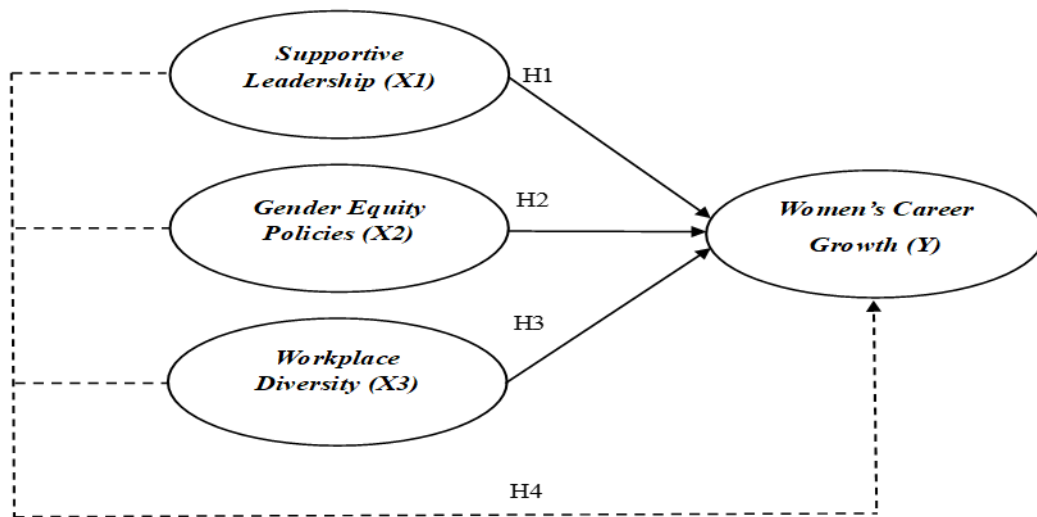 Supportive
Leadership (X1)
H1
Gender Equity
Policies (X2)
H2
Women’s Career
Growth (Y)
H3
Workplace
Diversity (X3)
H4